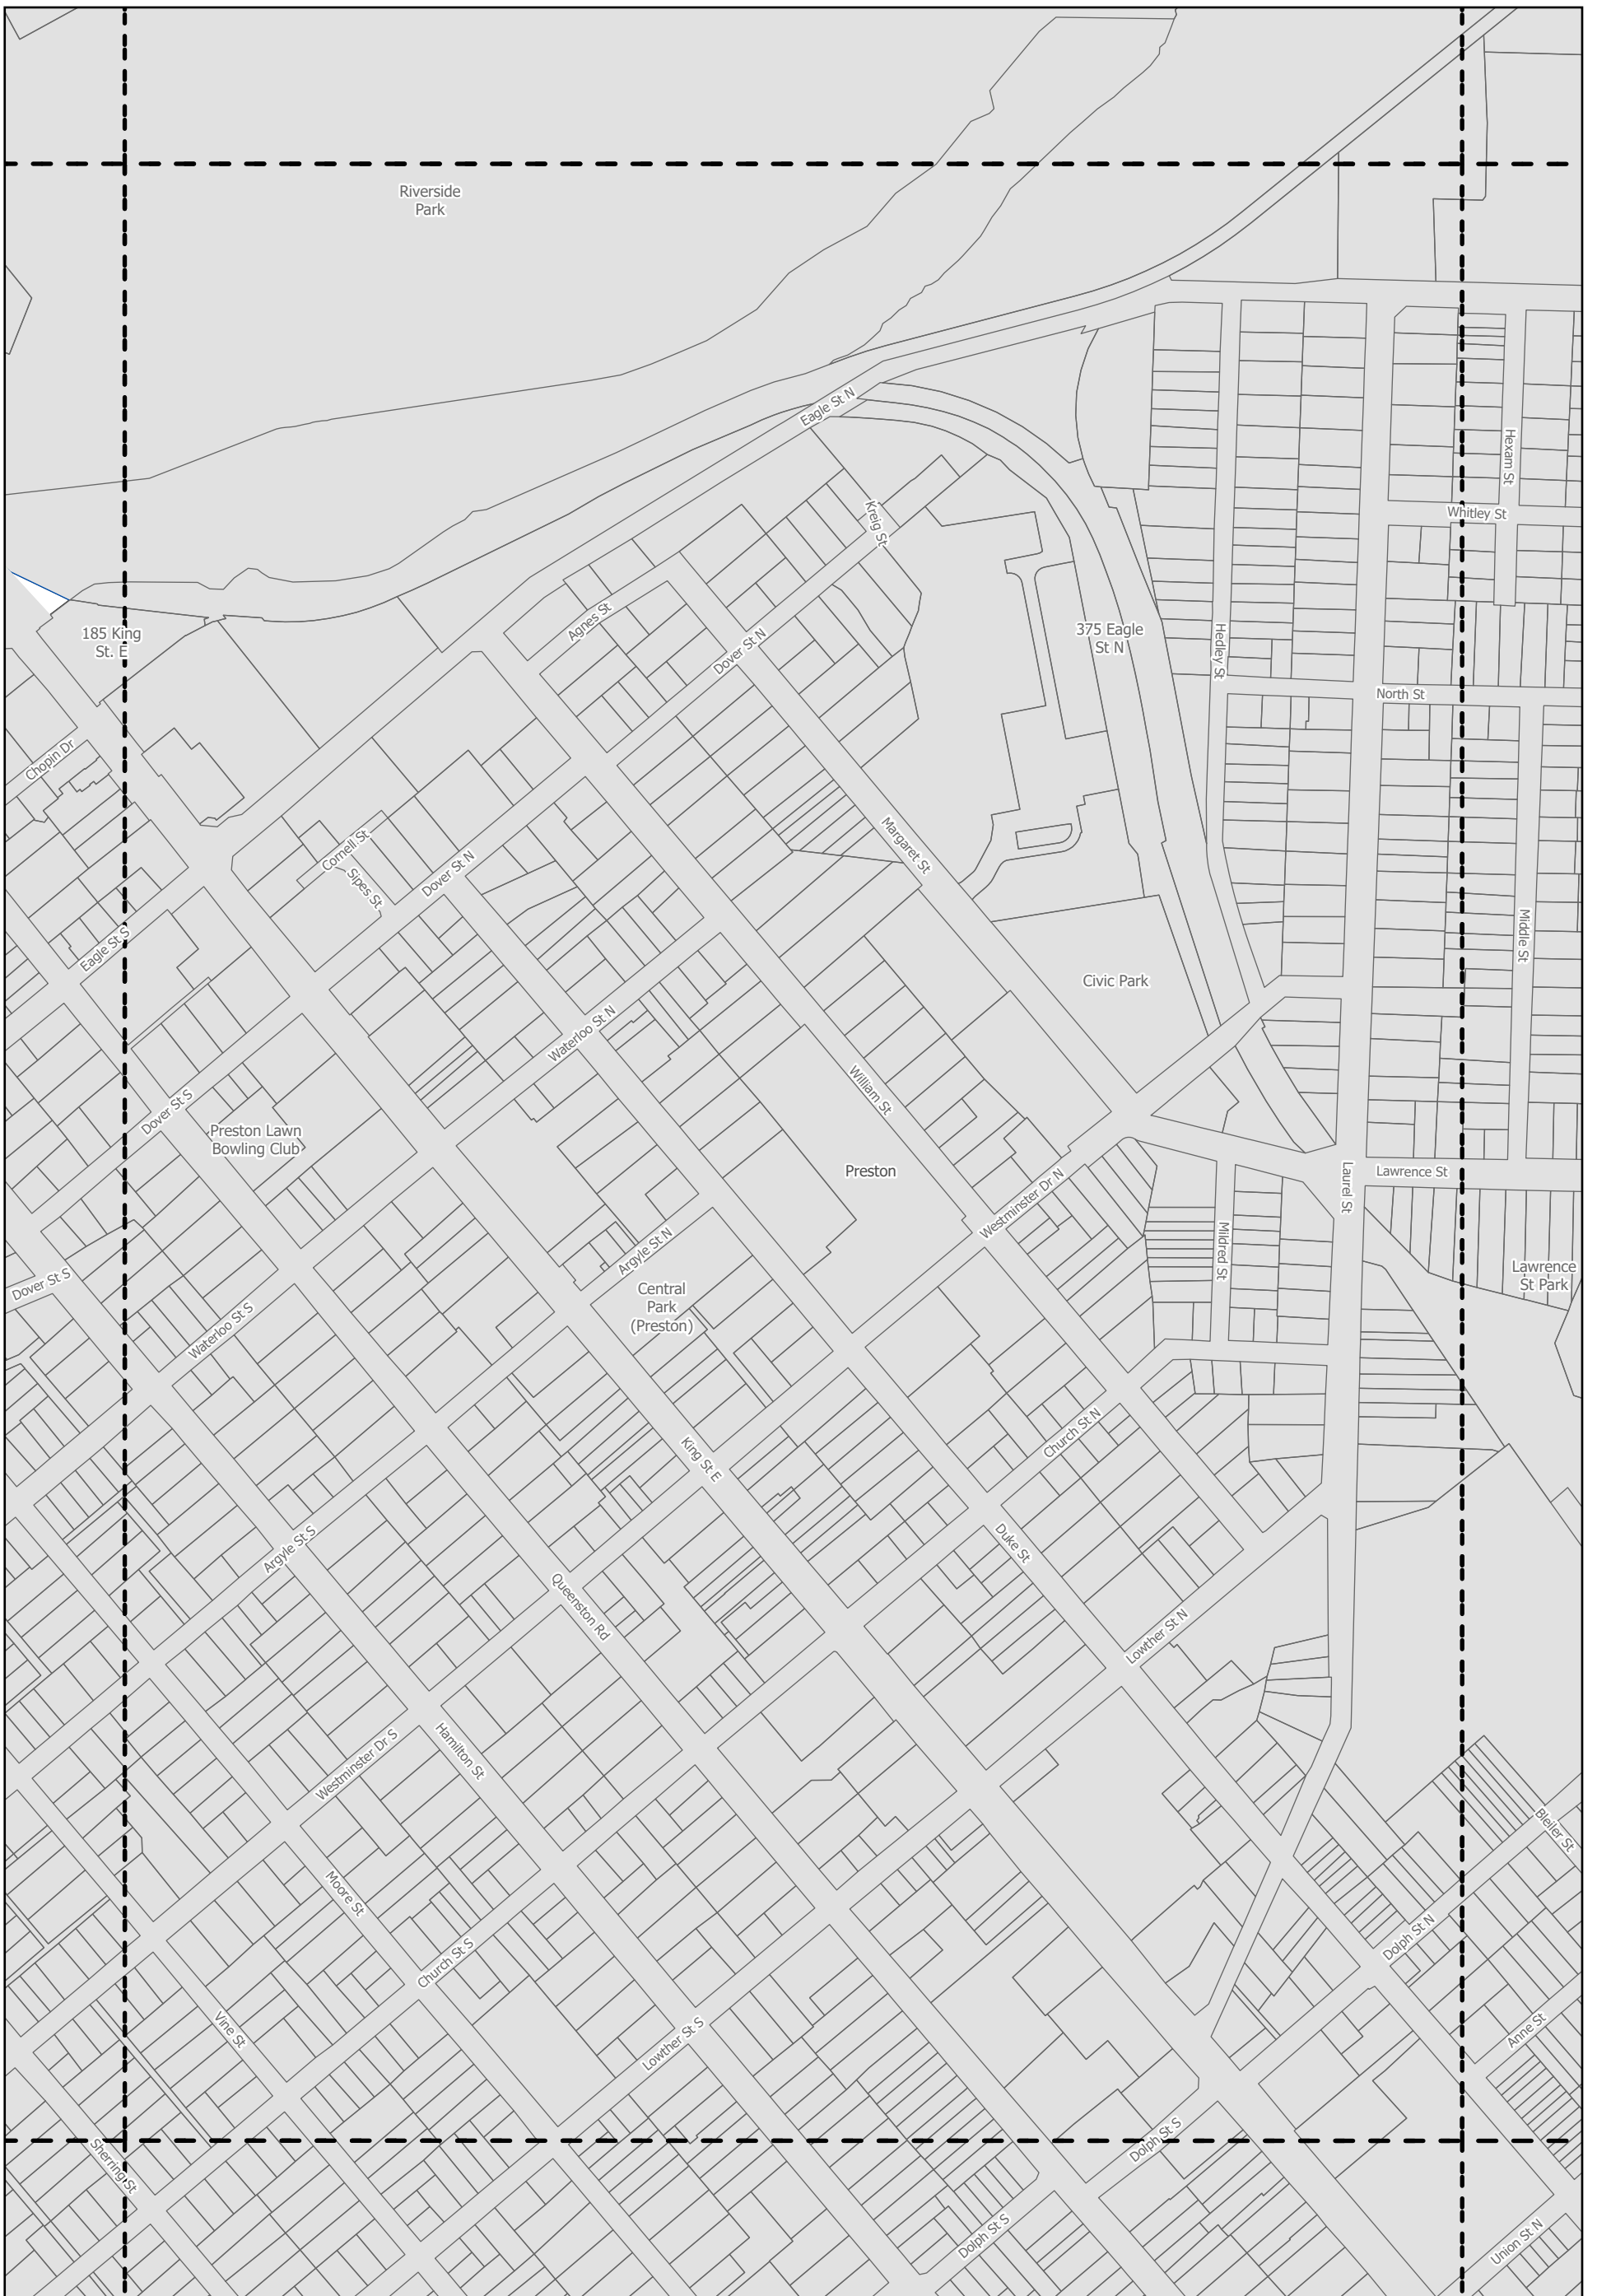 Riverside
Park
Eagle St N
Hexam St
Kreig St
Whitley St
Agnes St
185 King
St. E
375 Eagle
St N
Dover St N
Hedley St
North St
Chopin Dr
Cornell St
Margaret St
Dover St N
Sipes St
Eagle St S
Middle St
Civic Park
Waterloo St N
William St
Dover St S
Preston Lawn
Bowling Club
Preston
Lawrence St
Laurel St
Westminster Dr N
Mildred St
Argyle St N
Dover St S
Lawrence
St Park
Central
Park
(Preston)
Waterloo St S
Church St N
King St E
Duke St
Argyle St S
Queenston Rd
Lowther St N
Hamilton St
Westminster Dr S
Bleiler St
Moore St
Dolph St N
Church St S
Vine St
Anne St
Lowther St S
Dolph St S
Sherring St
Dolph St S
Union St N